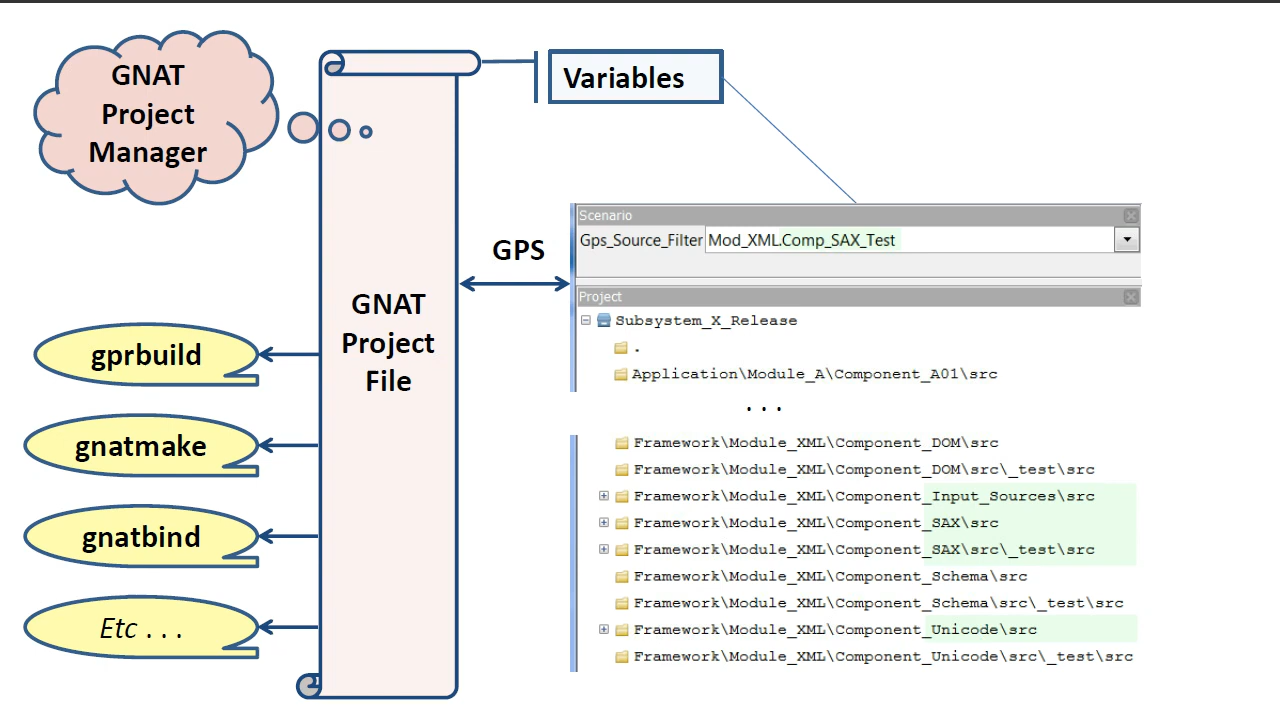 GNAT
Project
Manager
Variables
Scenario
Gps_Source_Filter Mod_XML.Comp_SAX_Test
GPS
Project
GNAT
Project
File
Subsystem_X_Release
.
Application\Module_A\Component_A01\src
. . .
gprbuild
gnatmake
gnatbind
Etc . . .
Framework\Module_XML\Component_DOM\src
Framework\Module_XML\Component_DOM\src\_test\src
Framework\Module_XML\Component_Input_Sources\src
Framework\Module_XML\Component_SAX\src
Framework\Module_XML\Component_SAX\src\_test\src
Framework\Module_XML\Component_Schema\src
Framework\Module_XML\Component_Schema\src\_test\src
Framework\Module_XML\Component_Unicode\src
Framework\Module_XML\Component_Unicode\src\_test\src